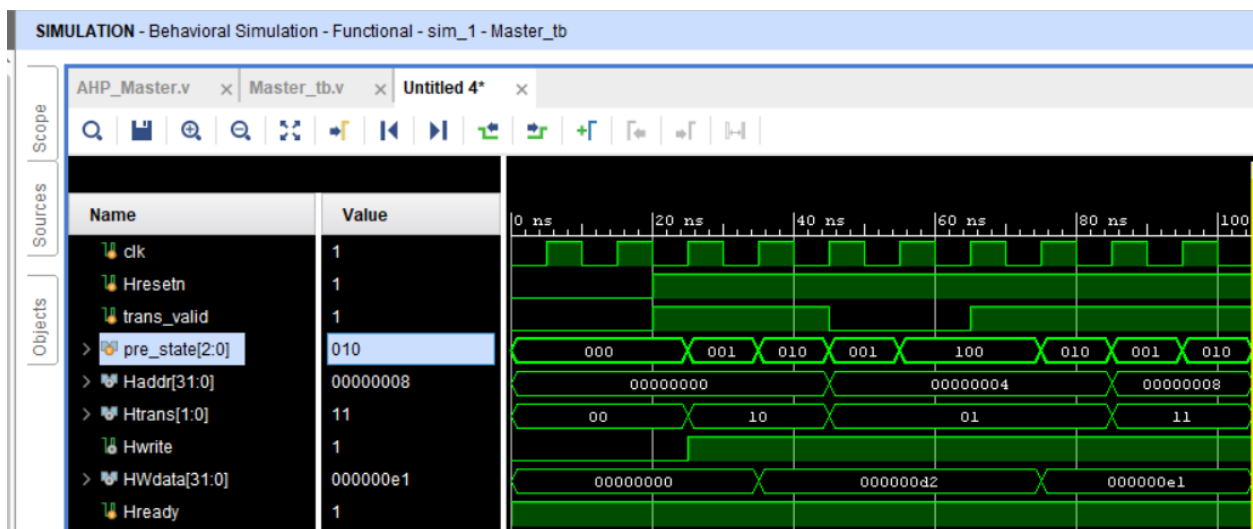 SIMULATION - Behavioral Simulation - Functional - sim_1 - Master_tb
AHP_Master.v × Master_tb.v × Untitled 4* ×
Scope
Sources
Objects
Name Value
0 ns 20 ns 40 ns 60 ns 80 ns 100
clk 1
Hresetn 1
trans_valid 1
> pre_state[2:0] 010 000 001 010 001 100 010 001 010
> Haddr[31:0] 00000008 00000000 00000004 00000008
> Htrans[1:0] 11 00 10 01 11
Hwrite 1
> HWdata[31:0] 000000e1 00000000 000000d2 000000e1
Hready 1